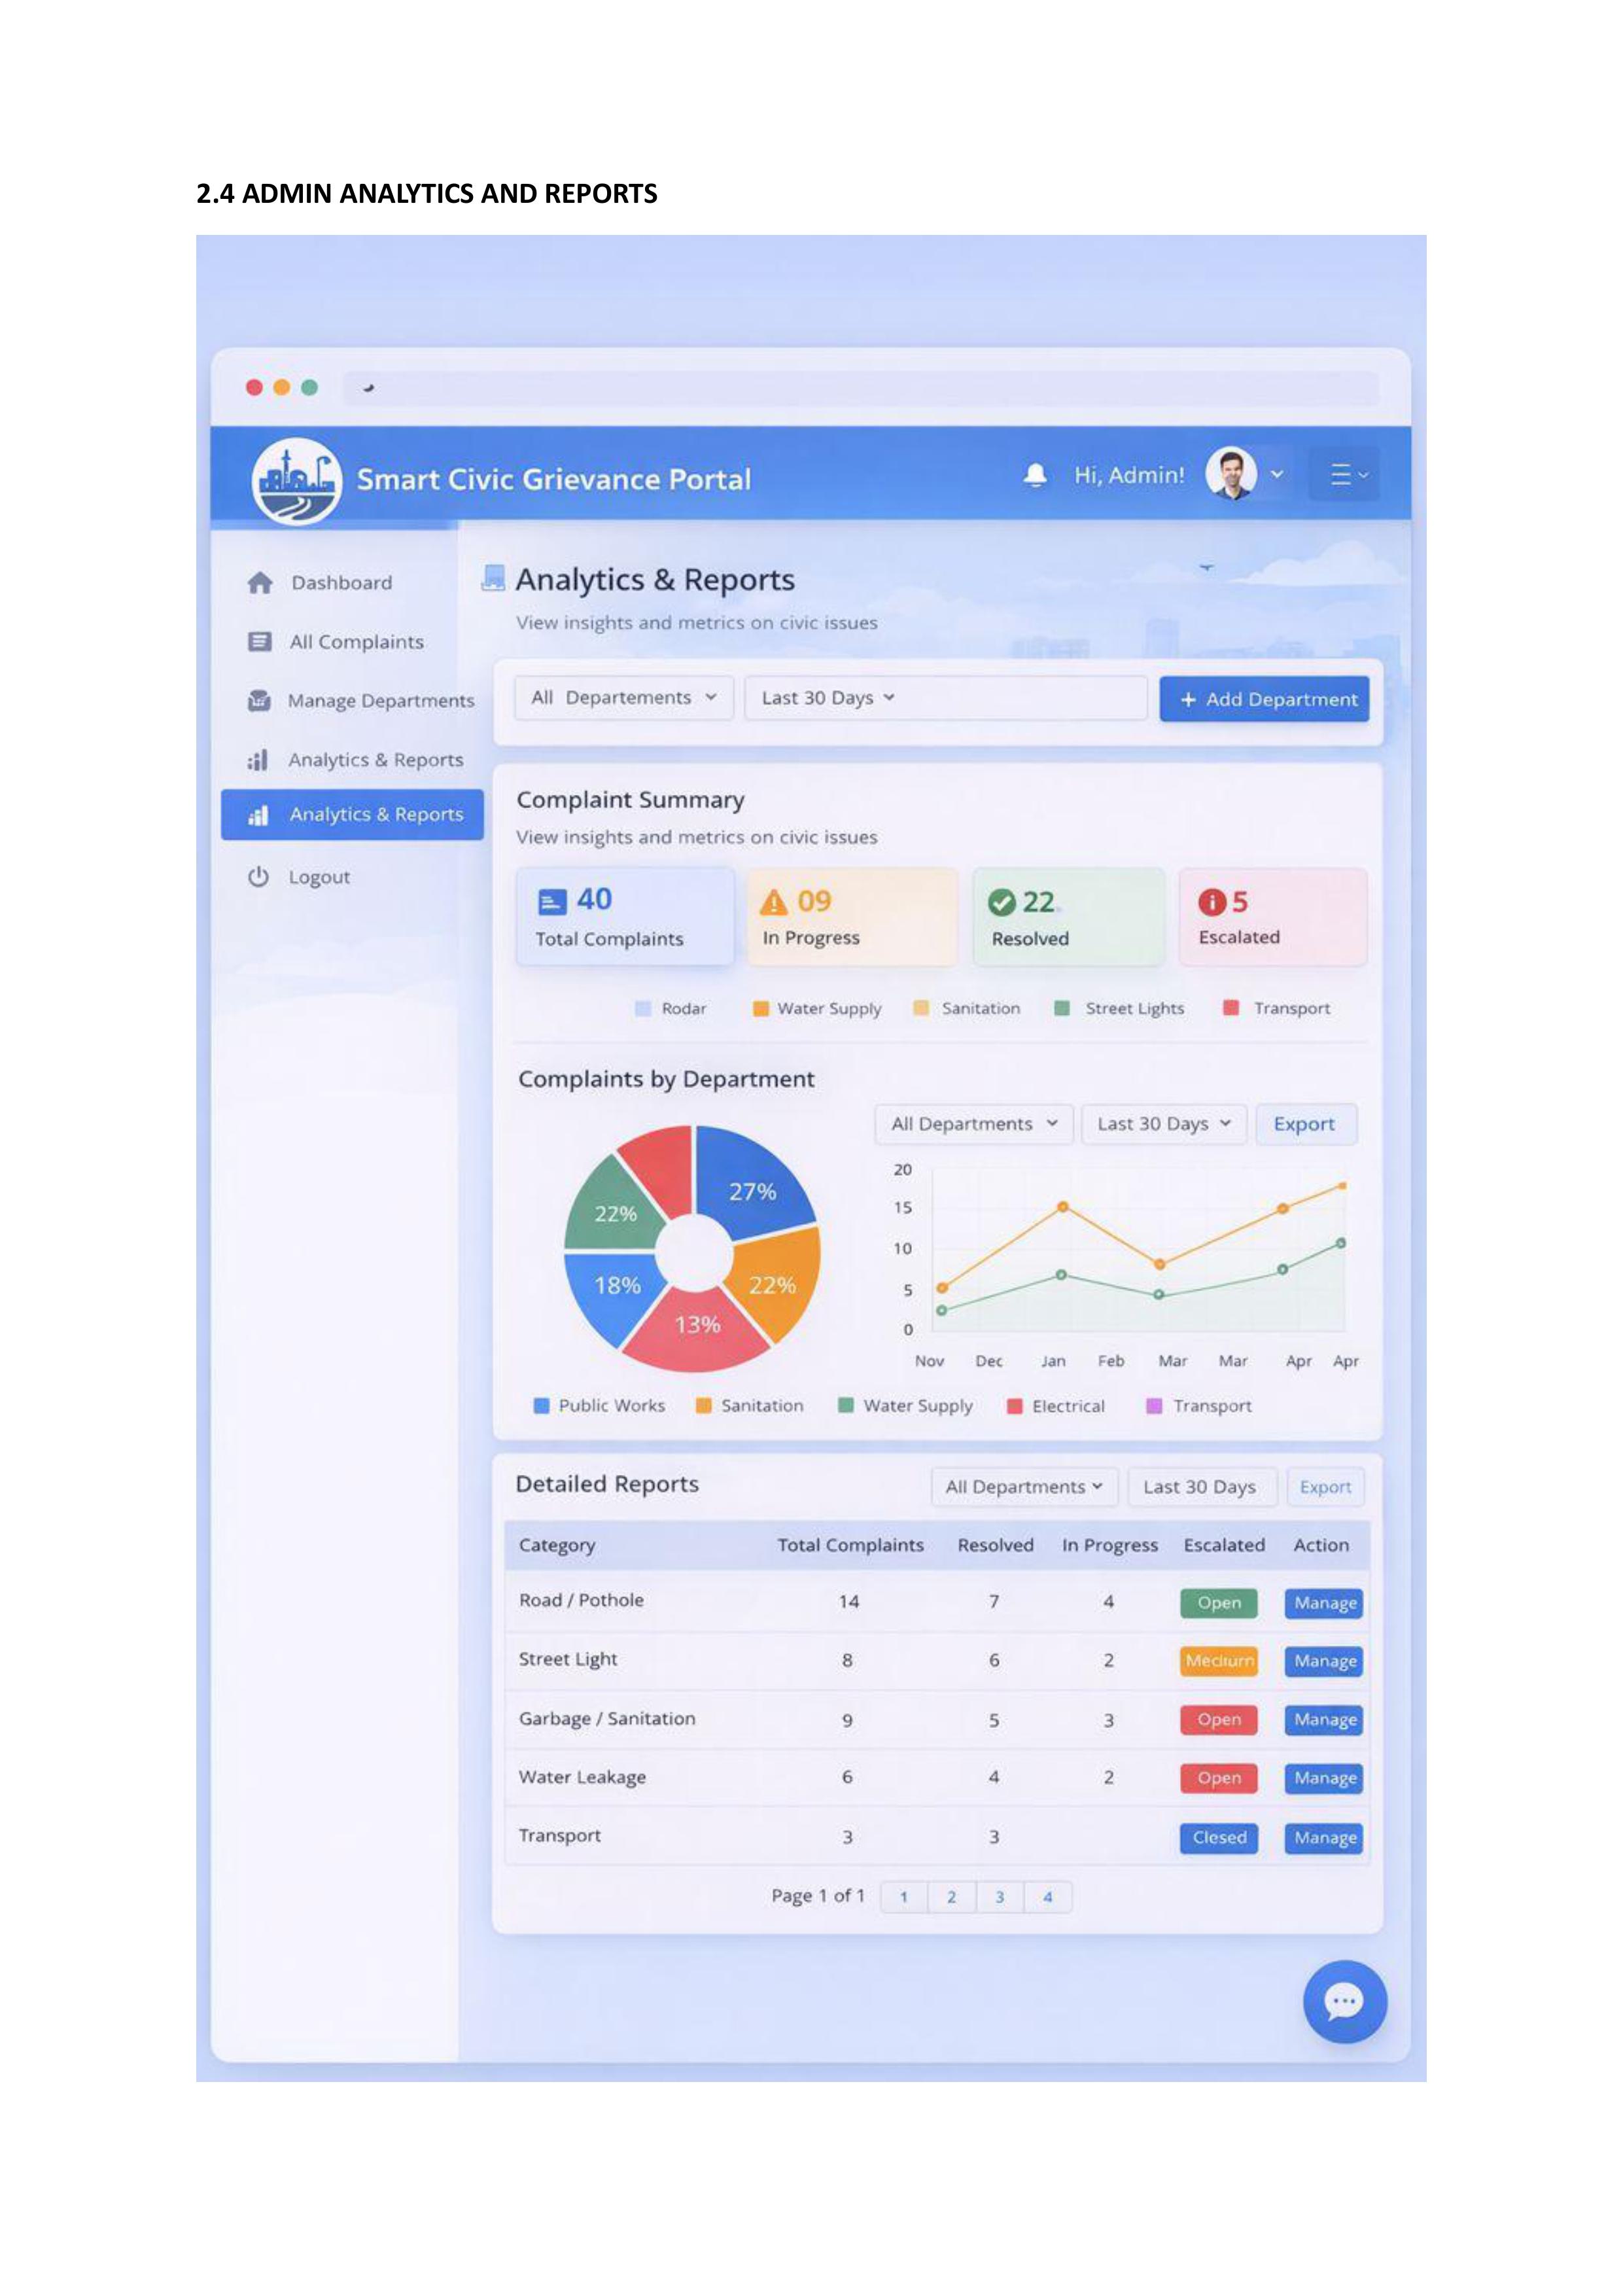 2.4 ADMIN ANALYTICS AND REPORTS
Smart Civic Grievance Portal
Hi, Admin!
Dashboard
All Complaints
Manage Departments
Analytics & Reports
Analytics & Reports
Logout
Analytics & Reports
View insights and metrics on civic issues
All Departements
Last 30 Days
+ Add Department
Complaint Summary
View insights and metrics on civic issues
40
Total Complaints
09
In Progress
22
Resolved
5
Escalated
Rodar Water Supply Sanitation Street Lights Transport
Complaints by Department
27%
22%
13%
18%
22%
All Departments Last 30 Days Export
20
15
10
5
0
Nov Dec Jan Feb Mar Mar Apr Apr
Public Works Sanitation Water Supply Electrical Transport
Detailed Reports All Departments Last 30 Days Export
Category Total Complaints Resolved In Progress Escalated Action
Road / Pothole 14 7 4 Open Manage
Street Light 8 6 2 Meciturn Manage
Garbage / Sanitation 9 5 3 Open Manage
Water Leakage 6 4 2 Open Manage
Transport 3 3 Clesed Manage
Page 1 of 1 1 2 3 4